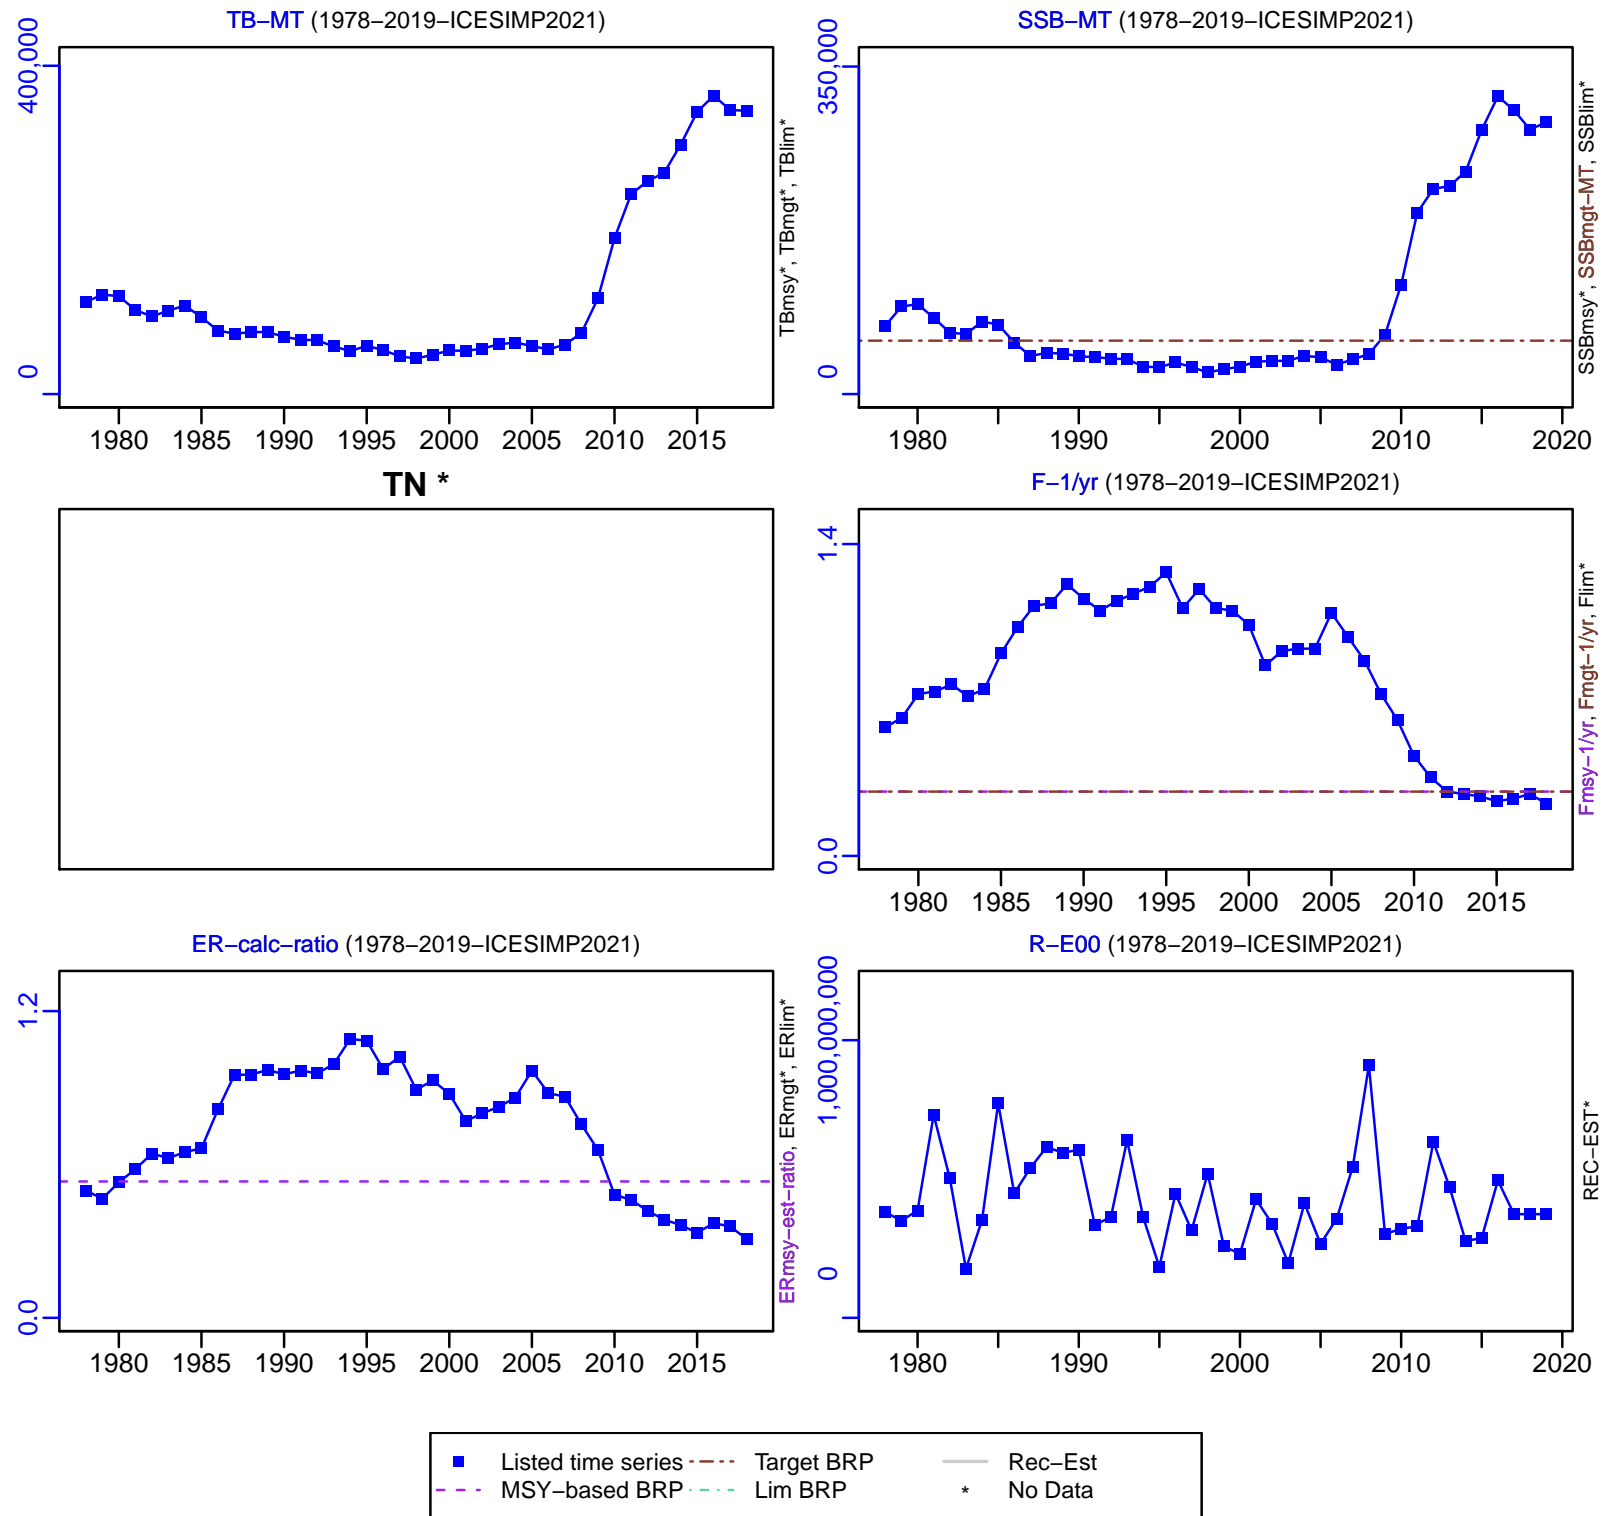 TB–MT (1978–2019–ICESIMP2021)
400,000
0
TBmsy*, TBmgt*, TBlim*
1980 1985 1990 1995 2000 2005 2010 2015
SSB–MT (1978–2019–ICESIMP2021)
350,000
0
SSBmsy*, SSBmgt–MT, SSBlim*
1980 1990 2000 2010 2020
TN *
F–1/yr (1978–2019–ICESIMP2021)
1.4
0.0
Fmsy–1/yr, Fmgt–1/yr, Flim*
1980 1985 1990 1995 2000 2005 2010 2015
ER–calc–ratio (1978–2019–ICESIMP2021)
1.2
0.0
ERmsy–est–ratio, ERmgt*, ERlim*
1980 1985 1990 1995 2000 2005 2010 2015
R–E00 (1978–2019–ICESIMP2021)
1,000,000,000
0
REC–EST*
1980 1990 2000 2010 2020
Listed time series Target BRP Rec–Est
MSY–based BRP Lim BRP * No Data